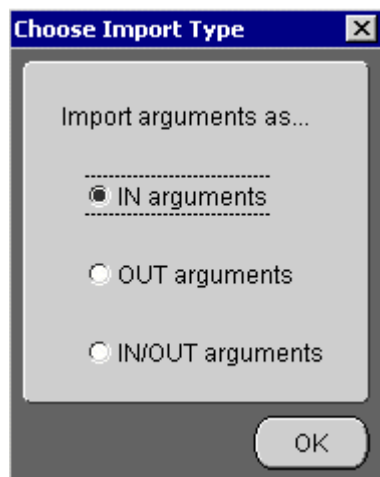 Choose Import Type
Import arguments as...
IN arguments
OUT arguments
IN/OUT arguments
OK